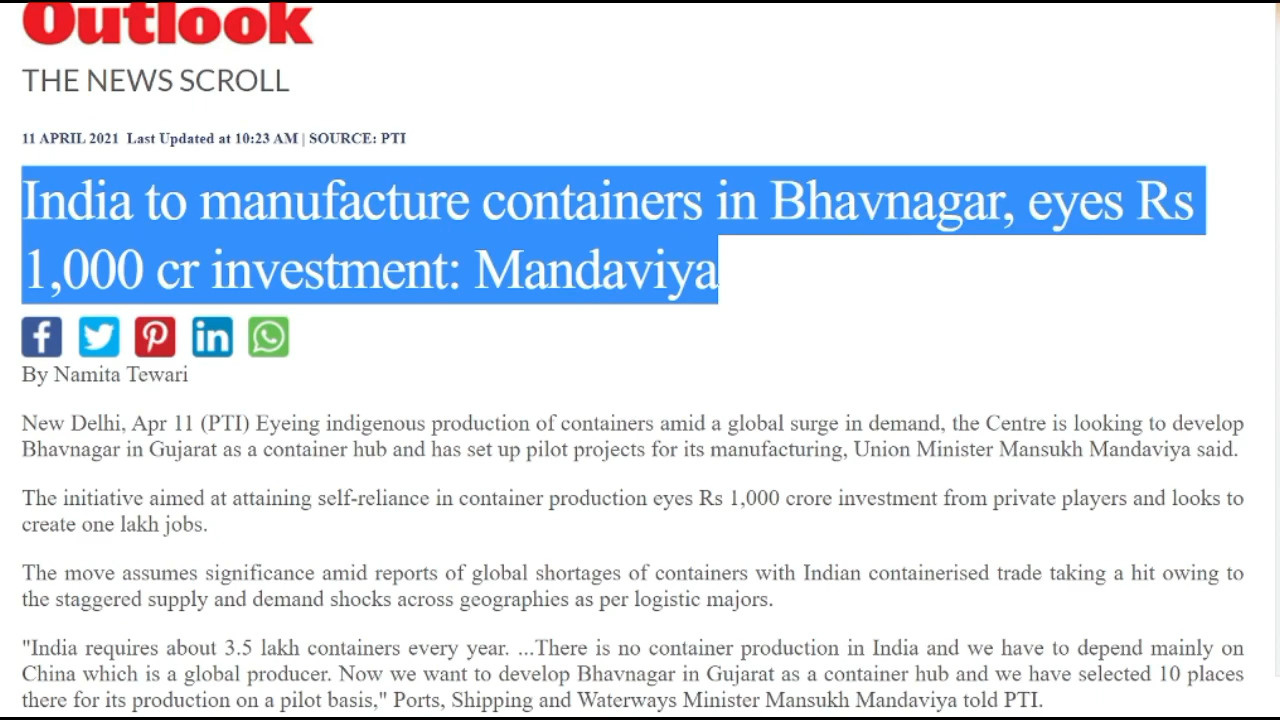 Outlook
THE NEWS SCROLL
11 APRIL 2021 Last Updated at 10:23 AM | SOURCE: PTI
India to manufacture containers in Bhavnagar, eyes Rs
1,000 cr investment: Mandaviya
By Namita Tewari
New Delhi, Apr 11 (PTI) Eyeing indigenous production of containers amid a global surge in demand, the Centre is looking to develop
Bhavnagar in Gujarat as a container hub and has set up pilot projects for its manufacturing, Union Minister Mansukh Mandaviya said.
The initiative aimed at attaining self-reliance in container production eyes Rs 1,000 crore investment from private players and looks to
create one lakh jobs.
The move assumes significance amid reports of global shortages of containers with Indian containerised trade taking a hit owing to
the staggered supply and demand shocks across geographies as per logistic majors.
"India requires about 3.5 lakh containers every year. ...There is no container production in India and we have to depend mainly on
China which is a global producer. Now we want to develop Bhavnagar in Gujarat as a container hub and we have selected 10 places
there for its production on a pilot basis," Ports, Shipping and Waterways Minister Mansukh Mandaviya told PTI.